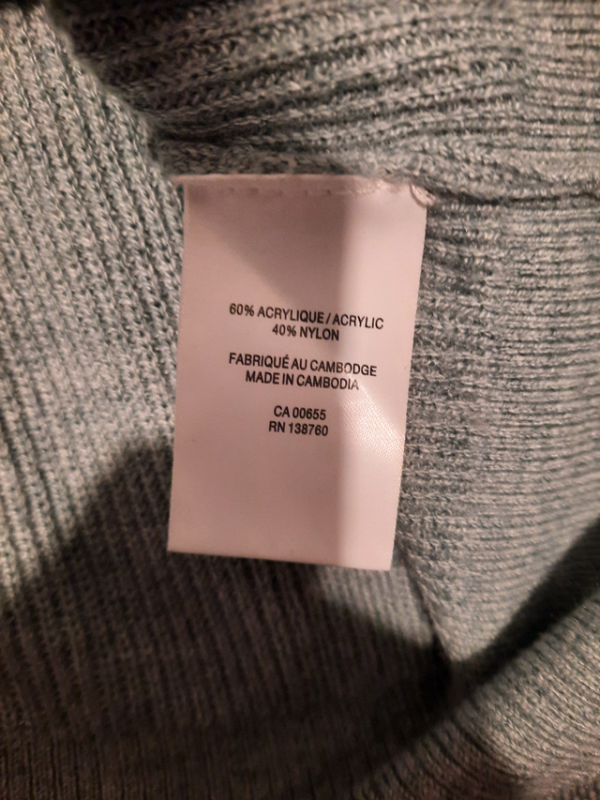 60% ACRYLIQUE / ACRYLIC
40% NYLON
FABRIQUÉ AU CAMBODGE
MADE IN CAMBODIA
CA 00655
RN 138760